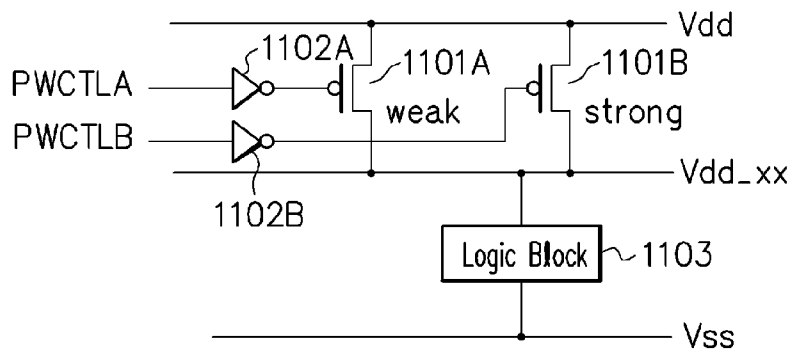 Vdd
1102A
PWCTLA
1101A
1101B
weak
strong
PWCTLB
Vdd_xx
1102B
Logic Block
1103
Vss